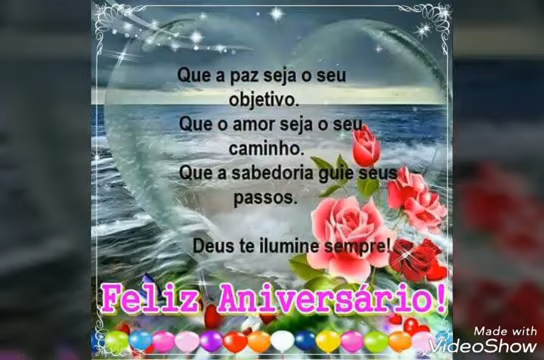 Que a paz seja o seu
objetivo.
Que o amor seja o seu
caminho.
Que a sabedoria guie seus
passos.
Deus te ilumine sempre!
Feliz Aniversário!
Made with
VideoShow